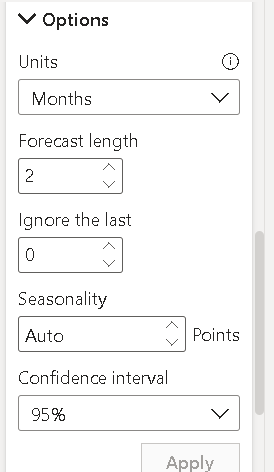 Options
Units
Months
Forecast length
2
Ignore the last
0
Seasonality
Auto Points
Confidence interval
95%
Apply